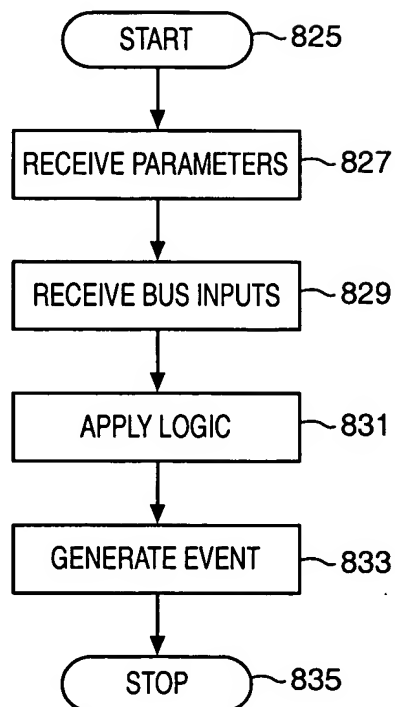 START 825
RECEIVE PARAMETERS 827
RECEIVE BUS INPUTS 829
APPLY LOGIC 831
GENERATE EVENT 833
STOP 835